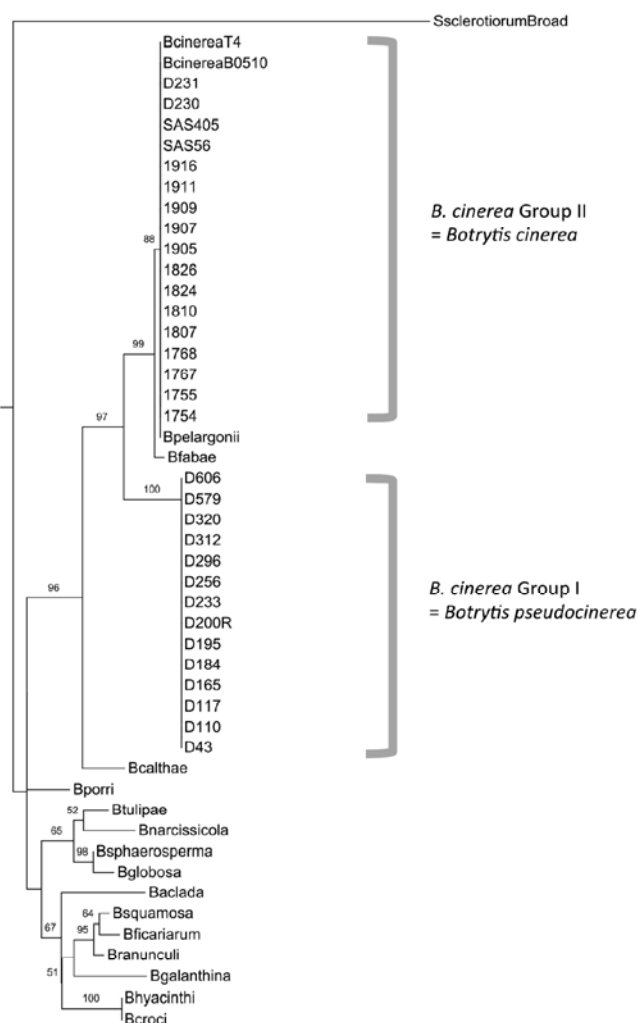 SsclerotiorumBroad
BcinereaT4
BcinereaB0510
D231
D230
SAS405
SAS56
1916
1911
1909
1907
88
1905
1826
1824
1810
1807
99
1768
1767
1755
1754
Bpelargonii
Bfabae
B. cinerea Group II
= Botrytis cinerea
97
D606
100
D579
D320
D312
D296
D256
D233
D200R
D195
D184
D165
D117
D110
D43
B. cinerea Group I
= Botrytis pseudocinerea
96
Bcalthae
Bporri
52
Btulipae
65
Bnarcissicola
98
Bsphaerosperma
Bglobosa
Baclada
67
64
Bsquamosa
95
Bficariarum
Branunculi
51
Bgalanthina
100
Bhyacinthi
Bcroci